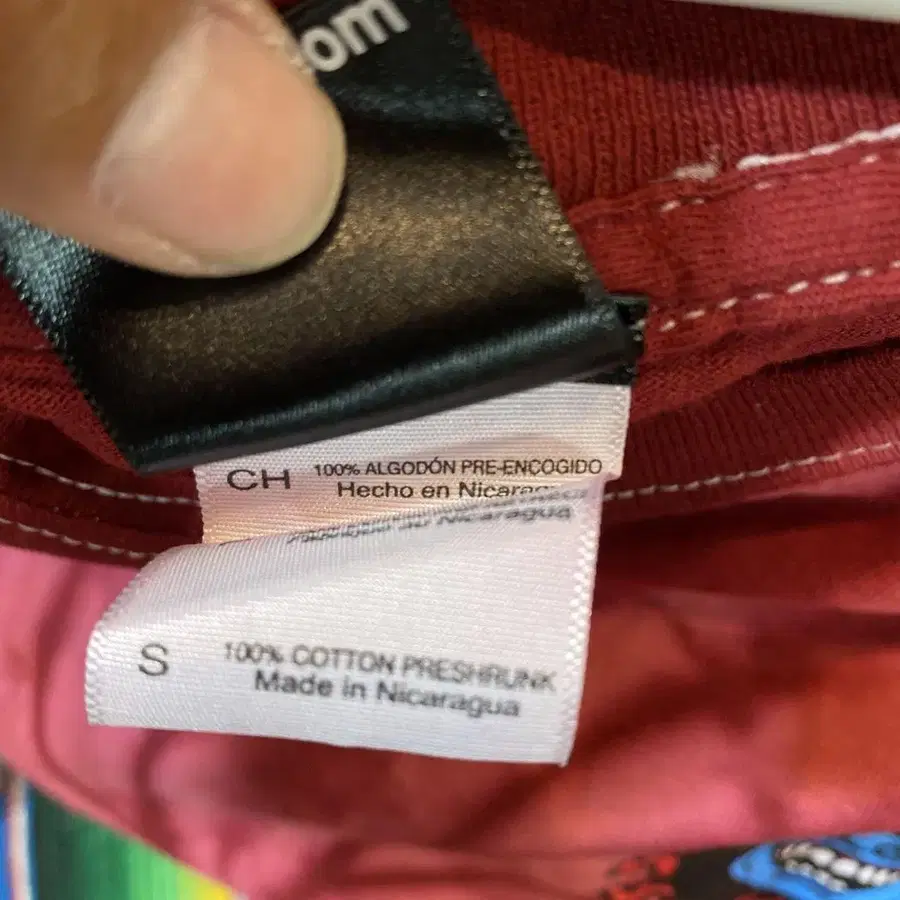 om
CH 100% ALGODÓN PRE-ENCOGIDO
Hecho en
Nicaragua
S 100% COTTON PRESHRUNK
Made in Nicaragua